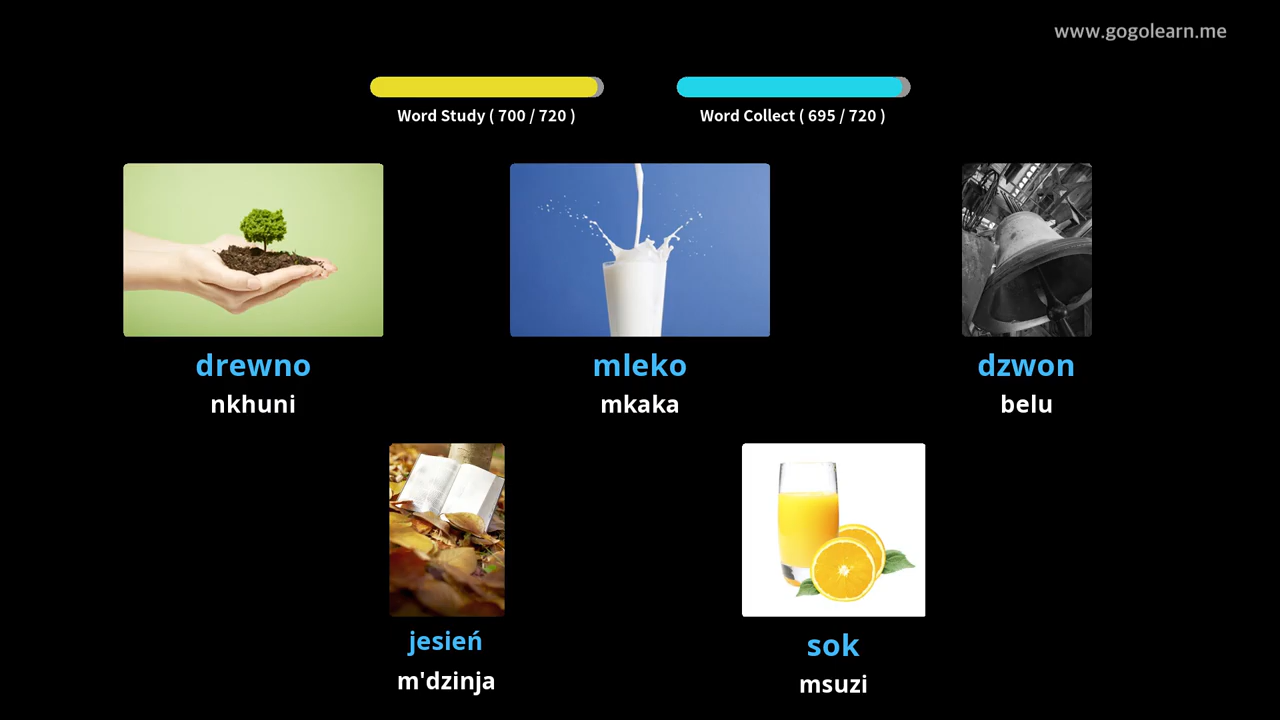 www.gogolearn.me
Word Study ( 700 / 720 )
Word Collect ( 695 / 720 )
drewno
nkhuni
mleko
mkaka
dzwon
belu
jesień
m'dzinja
sok
msuzi